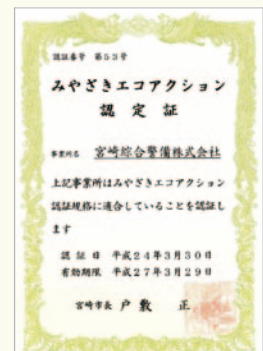 認証番号 第53号
みやざきエコアクション
認定証
事業所名 宮崎綜合警備株式会社
上記事業所はみやざきエコアクション
認証規格に適合していることを認証し
ます
認証日 平成24年3月30日
有効期限 平成27年3月29日
宮崎市長 戸敷 正